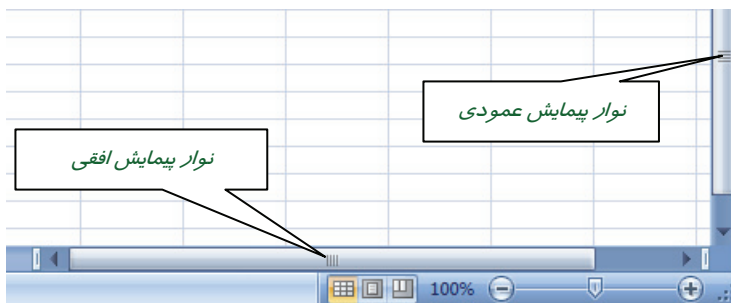 نوار پیمایش عمودی
نوار پیمایش افقی
100%